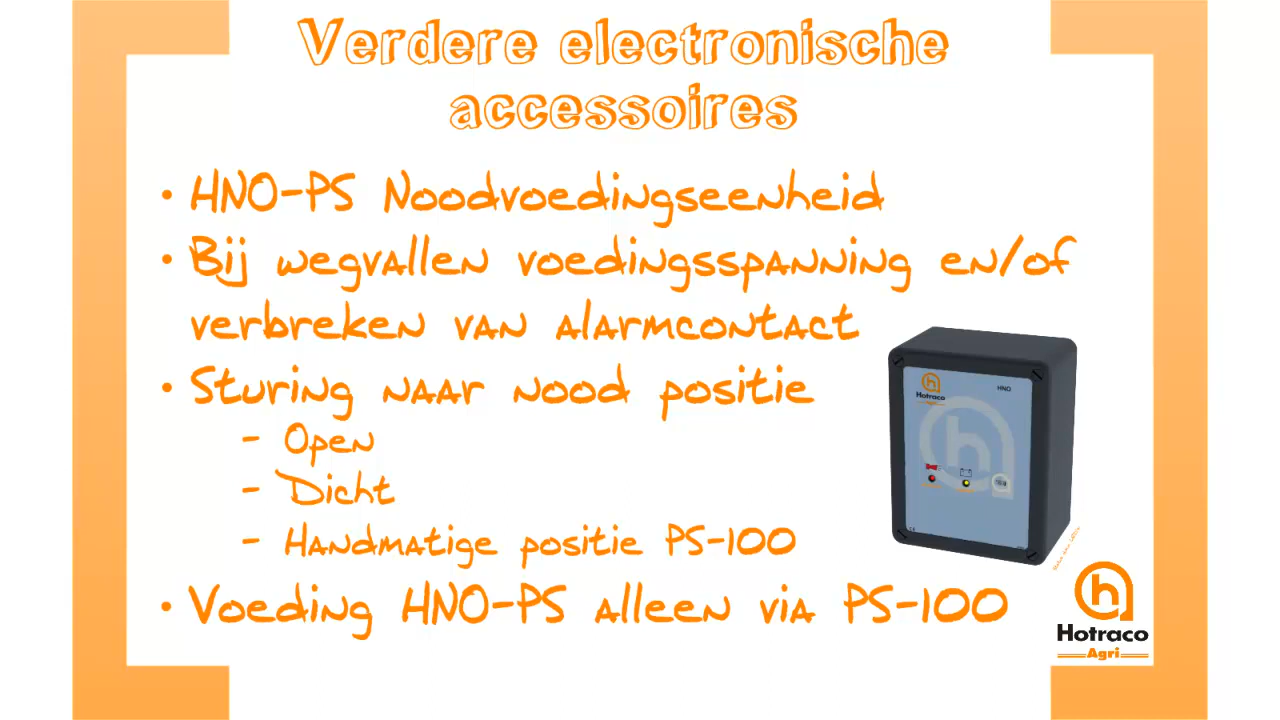 Verdere electronische
accessoires
• HNO-PS Noodvoedingseenheid
• Bij wegvallen voedingsspanning en/of
verbreken van alarmcontact
• Sturing naar nood positie
- Open
- Dicht
- Handmatige positie PS-100
• Voeding HNO-PS alleen via PS-100
Hotraco
HNO
Hotraco
Agri